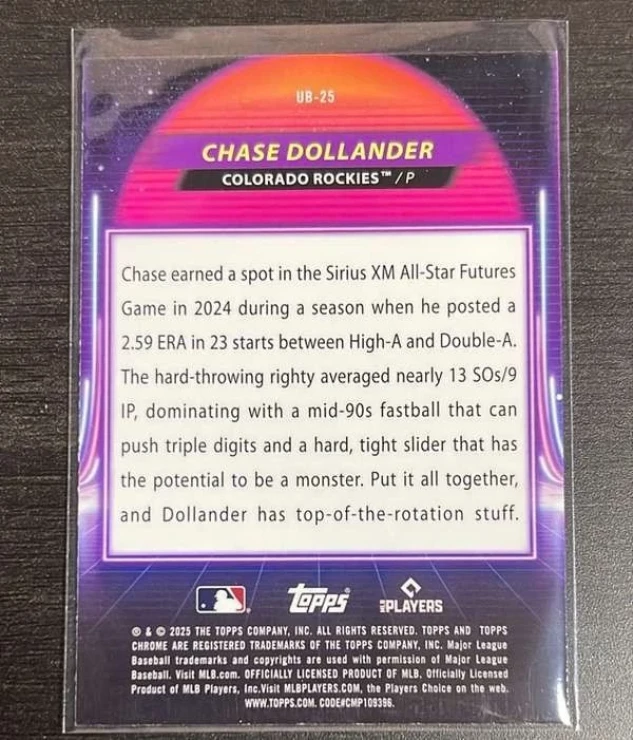 UB-25
CHASE DOLLANDER
COLORADO ROCKIES™ / P
Chase earned a spot in the Sirius XM All-Star Futures
Game in 2024 during a season when he posted a
2.59 ERA in 23 starts between High-A and Double-A.
The hard-throwing righty averaged nearly 13 SOs/9
IP, dominating with a mid-90s fastball that can
push triple digits and a hard, tight slider that has
the potential to be a monster. Put it all together,
and Dollander has top-of-the-rotation stuff.
topps® MLB PLAYERS
® & © 2025 THE TOPPS COMPANY, INC. ALL RIGHTS RESERVED. TOPPS AND TOPPS
CHROME ARE REGISTERED TRADEMARKS OF THE TOPPS COMPANY, INC. Major League
Baseball trademarks and copyrights are used with permission of Major League
Baseball. Visit MLB.com. OFFICIALLY LICENSED PRODUCT OF MLB. Officially Licensed
Product of MLB Players, Inc.Visit MLBPLAYERS.COM, the Players Choice on the web.
WWW.TOPPS.COM. CODE#CMP109396.